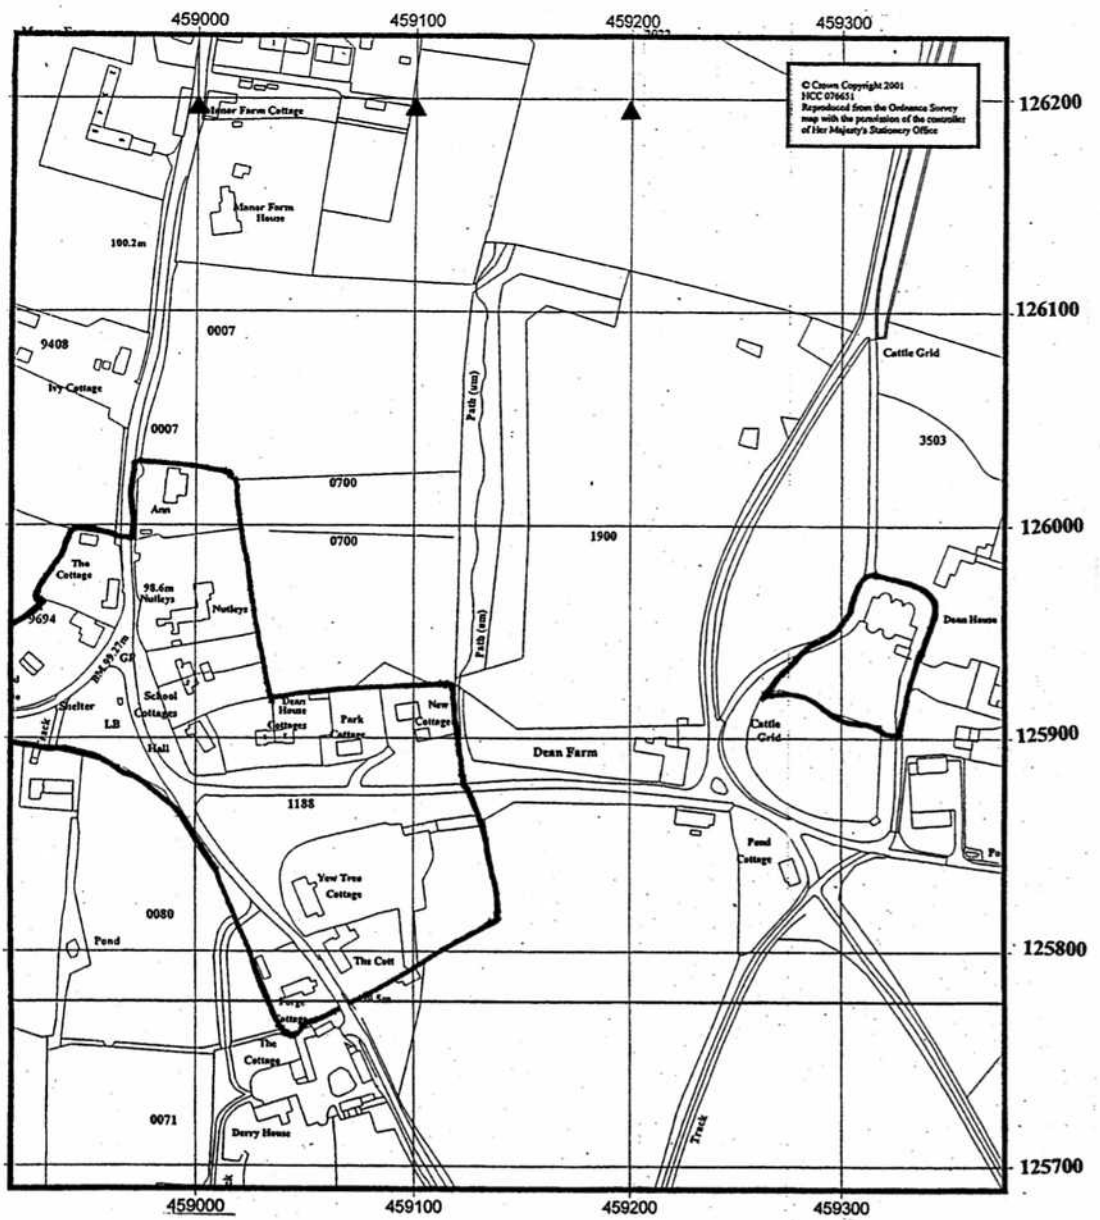 459000
459100
459200
459300
© Crown Copyright 2001
HCC 076651
Reproduced from the Ordnance Survey
map with the permission of the controller
of Her Majesty's Stationery Office
126200
Manor Farm Cottage
Manor Farm
House
100.2m
126100
0007
9408
Cattle Grid
Ivy Cottage
Path (um)
0007
3503
0700
Ann
126000
0700
1900
The
Cottage
98.6m
Nutleys
Nutleys
9694
Dean House
Path (um)
BM 99.27m
GP
School
Cottages
Shelter
LB
Track
Hall
Dean
House
Cottages
Park
Cottage
New
Cottage
Cattle
Grid
125900
Dean Farm
1188
Pond
Cottage
Yew Tree
Cottage
0080
Pond
The Cott
125800
Forge
Cottage
The
Cottage
0071
Derry House
Track
125700
459000
459100
459200
459300